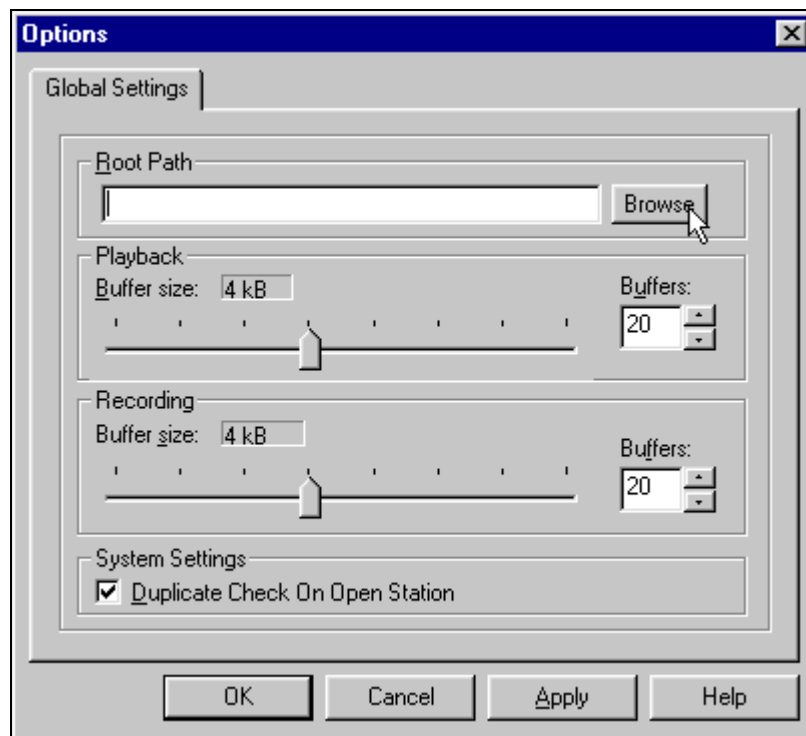 Options
Global Settings
Root Path
Browse
Playback
Buffer size: 4 kB
Buffers:
20
Recording
Buffer size: 4 kB
Buffers:
20
System Settings
Duplicate Check On Open Station
OK Cancel Apply Help